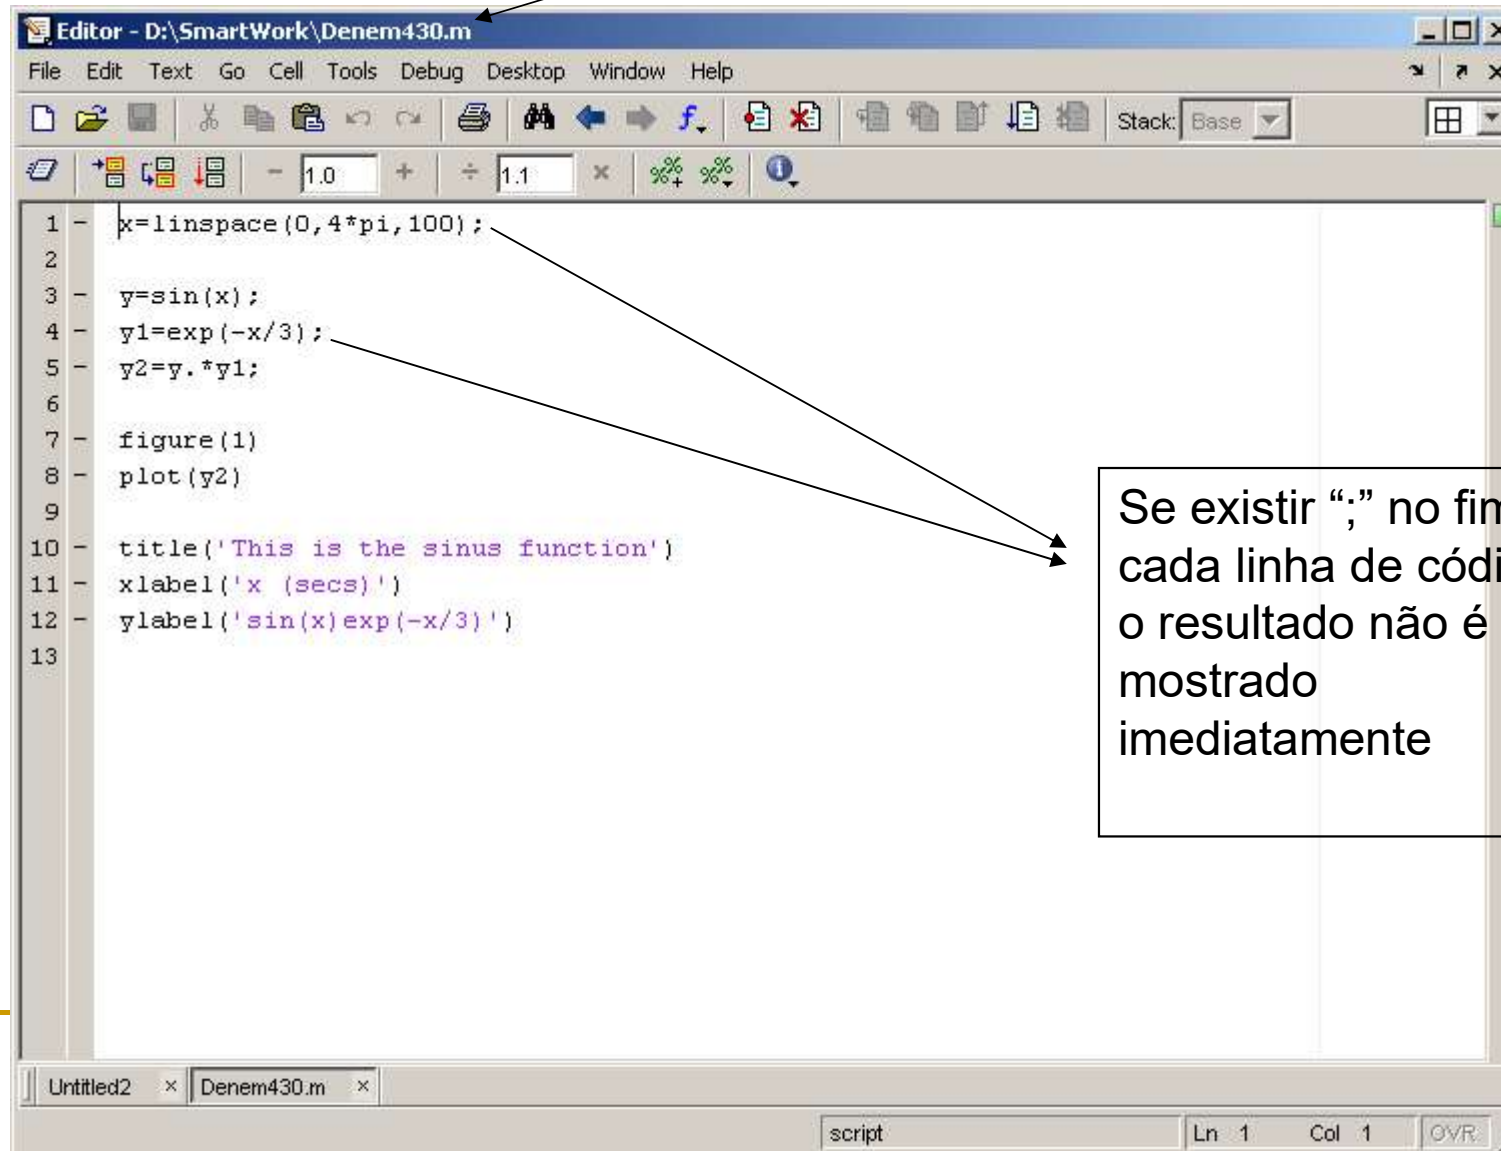 Editor - D:\SmartWork\Denem430.m
File Edit Text Go Cell Tools Debug Desktop Window Help
Stack: Base
- 1.0 + ÷ 1.1 ×
1 - x=linspace(0,4*pi,100);
2
3 - y=sin(x);
4 - y1=exp(-x/3);
5 - y2=y.*y1;
6
7 - figure(1)
8 - plot(y2)
9
10 - title('This is the sinus function')
11 - xlabel('x (secs)')
12 - ylabel('sin(x)exp(-x/3)')
13
Se existir “;” no fim
cada linha de códi
o resultado não é
mostrado
imediatamente
Untitled2 × Denem430.m ×
script Ln 1 Col 1 OVR